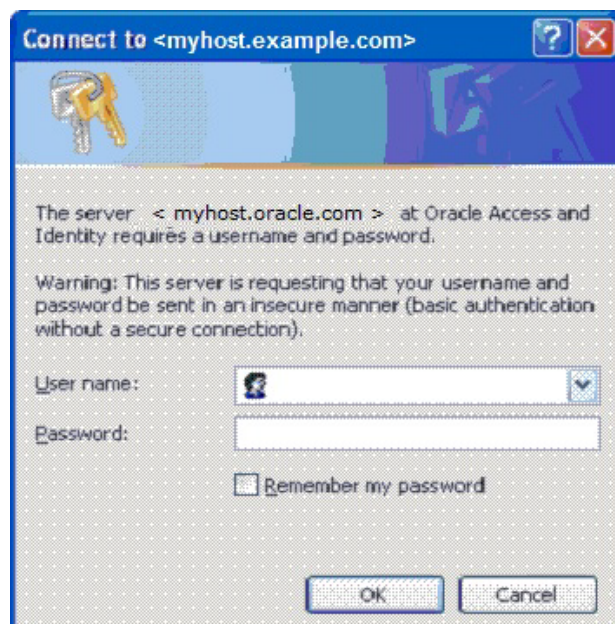 Connect to <myhost.example.com>
?
The server < myhost.oracle.com > at Oracle Access and
Identity requires a username and password.
Warning: This server is requesting that your username and
password be sent in an insecure manner (basic authentication
without a secure connection).
User name:
Password:
Remember my password
OK Cancel